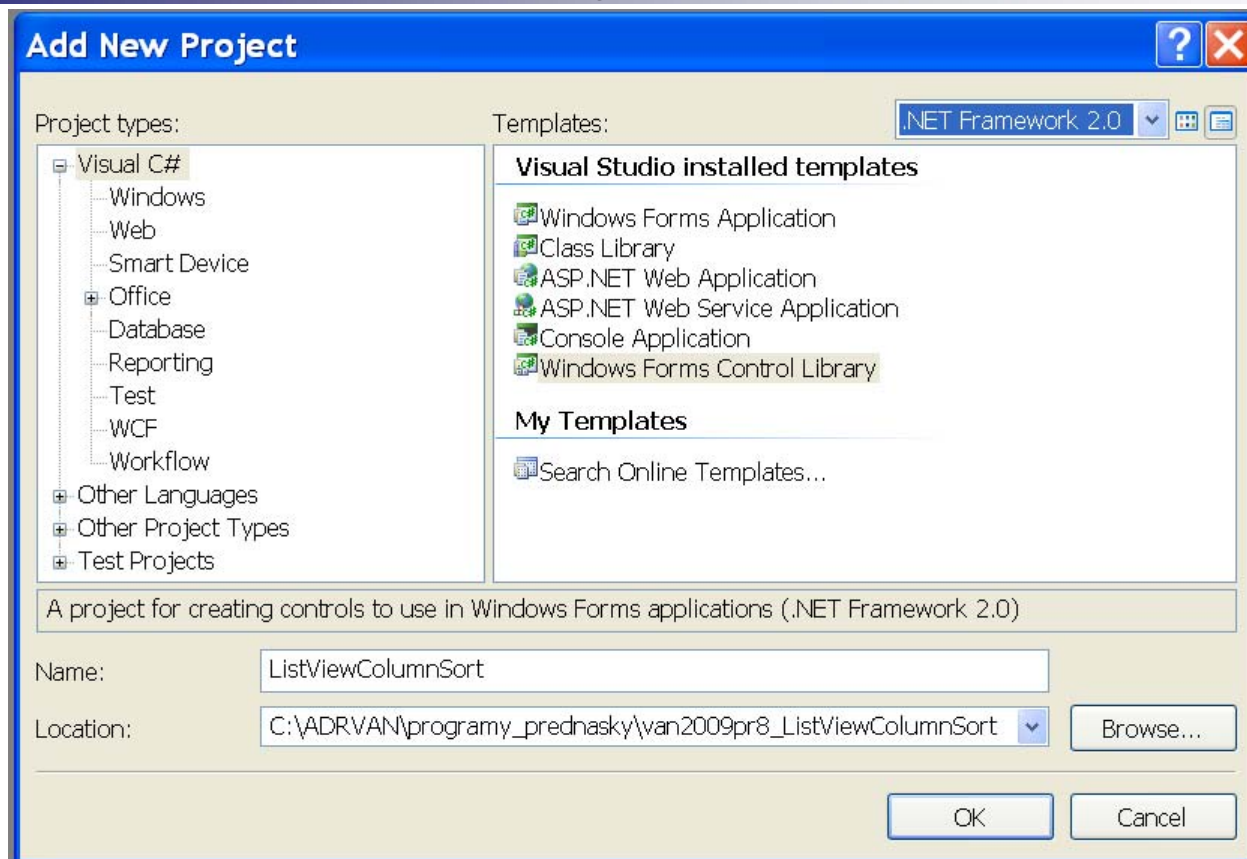 Add New Project
Project types:
Templates:
.NET Framework 2.0
Visual C#
Windows
Web
Smart Device
Office
Database
Reporting
Test
WCF
Workflow
Other Languages
Other Project Types
Test Projects
Visual Studio installed templates
Windows Forms Application
Class Library
ASP.NET Web Application
ASP.NET Web Service Application
Console Application
Windows Forms Control Library
My Templates
Search Online Templates...
A project for creating controls to use in Windows Forms applications (.NET Framework 2.0)
Name:
ListViewColumnSort
Location:
C:\ADRVAN\programy_prednasky\van2009pr8_ListViewColumnSort
Browse...
OK
Cancel